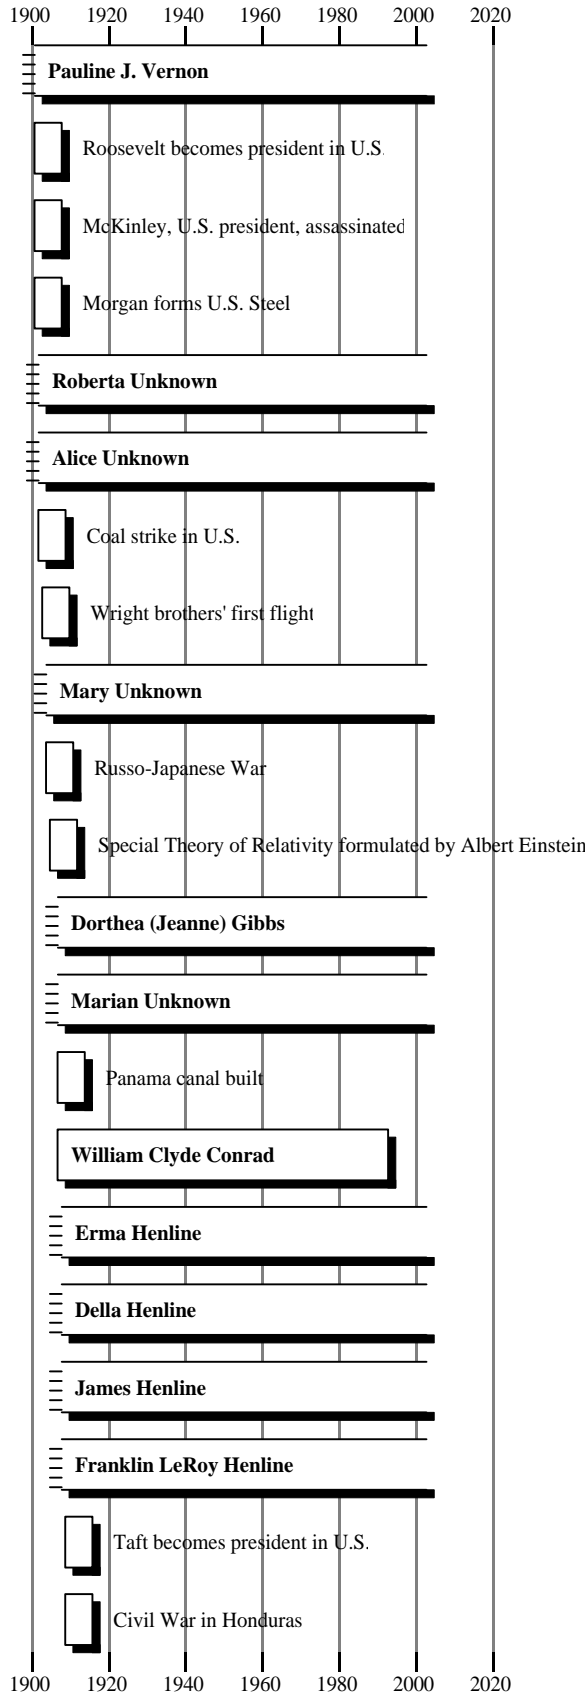 1900 1920 1940 1960 1980 2000 2020
Pauline J. Vernon
Roosevelt becomes president in U.S.
McKinley, U.S. president, assassinated
Morgan forms U.S. Steel
Roberta Unknown
Alice Unknown
Coal strike in U.S.
Wright brothers' first flight
Mary Unknown
Russo-Japanese War
Special Theory of Relativity formulated by Albert Einstein
Dorthea (Jeanne) Gibbs
Marian Unknown
Panama canal built
William Clyde Conrad
Erma Henline
Della Henline
James Henline
Franklin LeRoy Henline
Taft becomes president in U.S.
Civil War in Honduras
1900 1920 1940 1960 1980 2000 2020